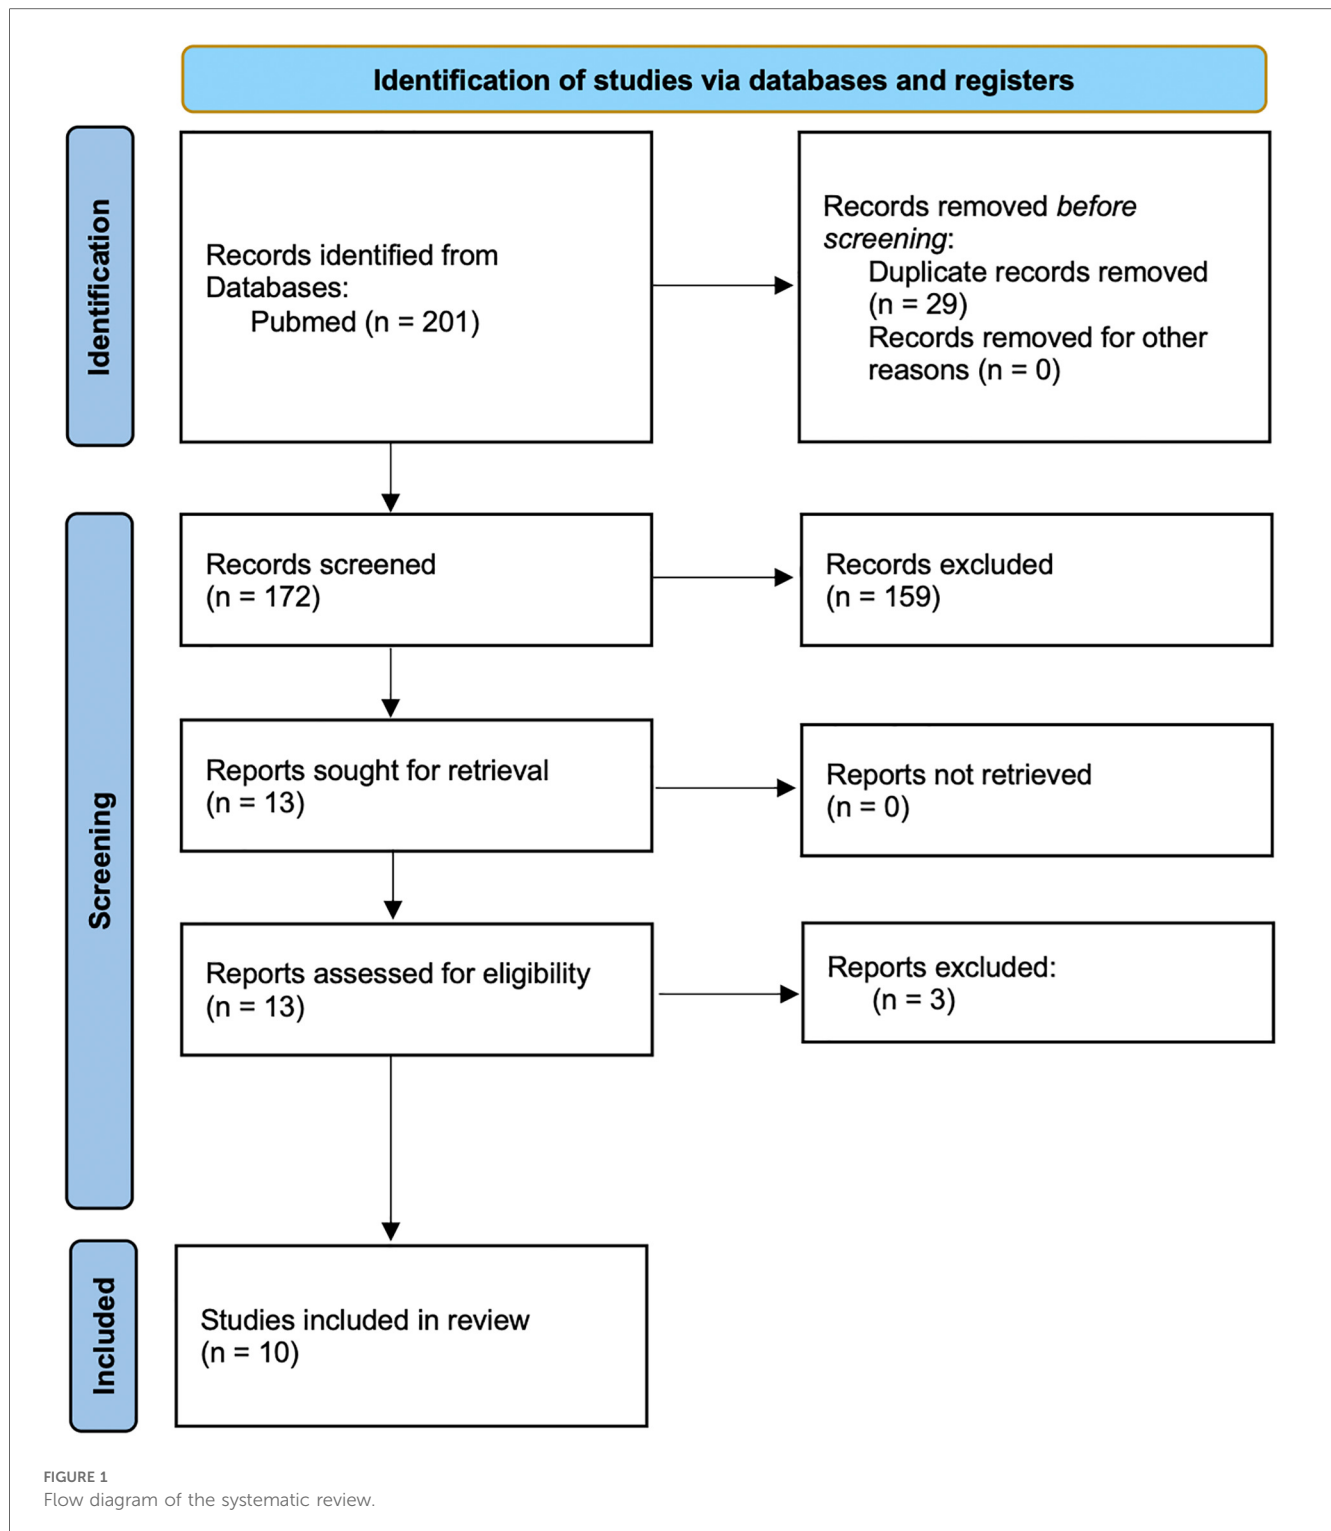 Identification of studies via databases and registers
Identification
Records identified from
Databases:
Pubmed (n = 201)
Records removed before
screening:
Duplicate records removed
(n = 29)
Records removed for other
reasons (n = 0)
Screening
Records screened
(n = 172)
Records excluded
(n = 159)
Reports sought for retrieval
(n = 13)
Reports not retrieved
(n = 0)
Reports assessed for eligibility
(n = 13)
Reports excluded:
(n = 3)
Included
Studies included in review
(n = 10)
FIGURE 1
Flow diagram of the systematic review.